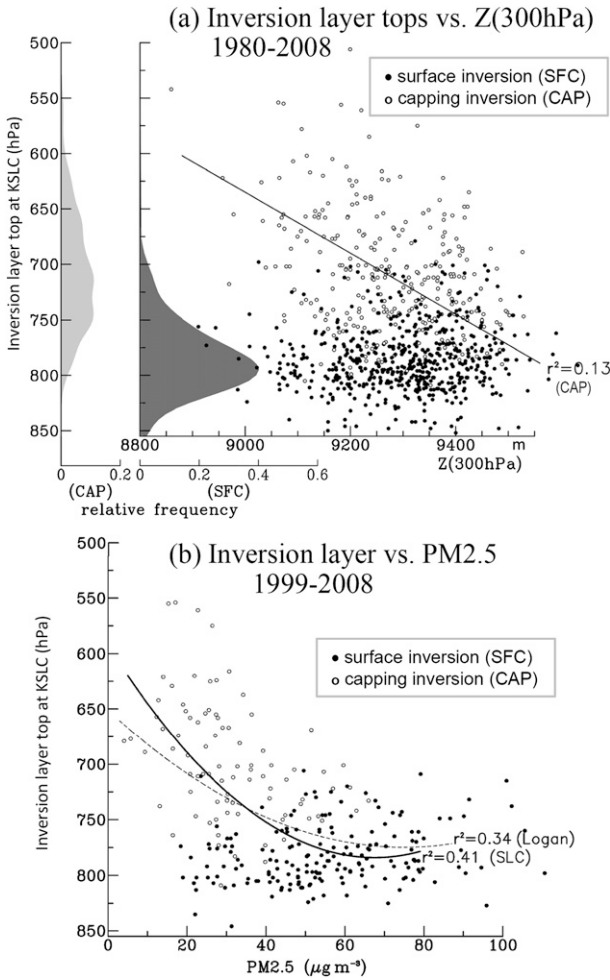 (a) Inversion layer tops vs. Z(300hPa)
1980-2008
surface inversion (SFC)
capping inversion (CAP)
Inversion layer top at KSLC (hPa)
500
550
600
650
700
750
800
850
r²=0.13
(CAP)
8800 9000 9200 9400 m
Z(300hPa)
0 0.2 0 0.2 0.4 0.6
(CAP) (SFC)
relative frequency
(b) Inversion layer vs. PM2.5
1999-2008
surface inversion (SFC)
capping inversion (CAP)
Inversion layer top at KSLC (hPa)
500
550
600
650
700
750
800
850
r²=0.34 (Logan)
r²=0.41 (SLC)
0 20 40 60 80 100
PM2.5 (μg m⁻³)